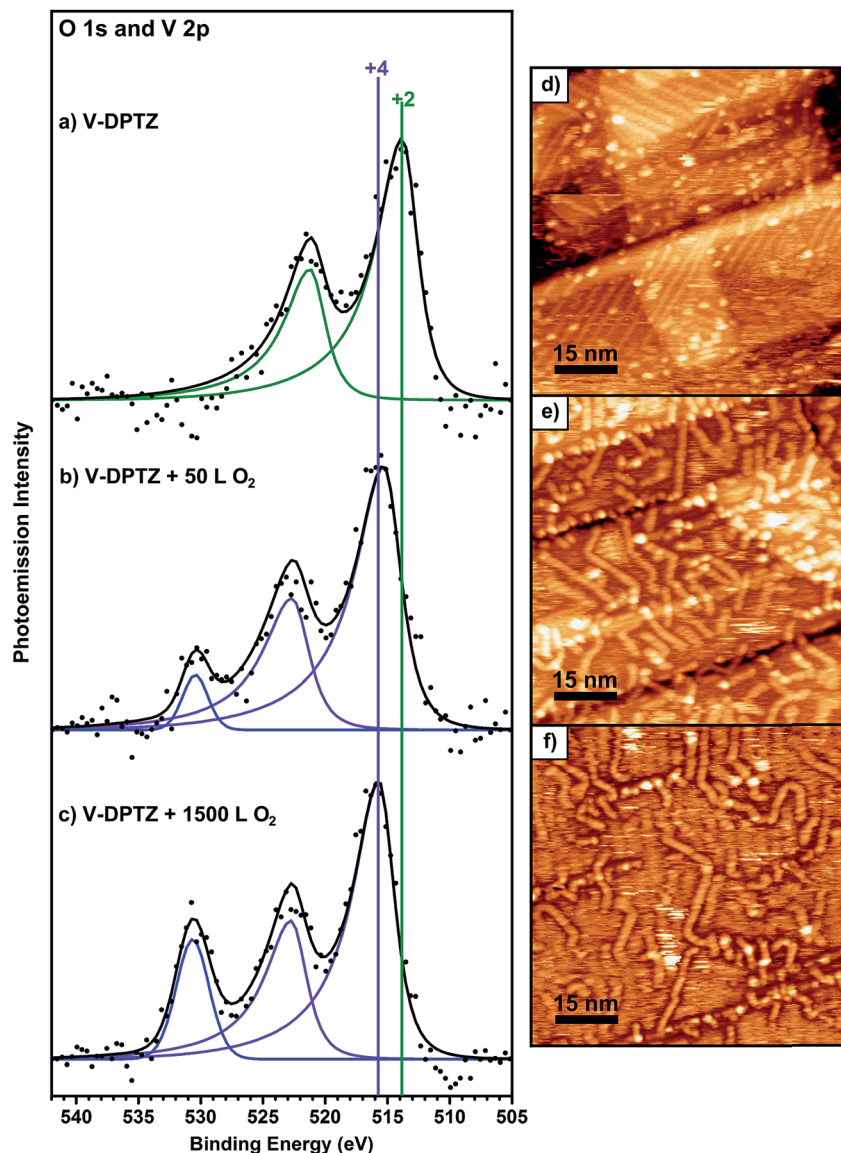 O 1s and V 2p
+4
+2
a) V-DPTZ
b) V-DPTZ + 50 L O₂
c) V-DPTZ + 1500 L O₂
Photoemission Intensity
540 535 530 525 520 515 510 505
Binding Energy (eV)
d)
15 nm
e)
15 nm
f)
15 nm